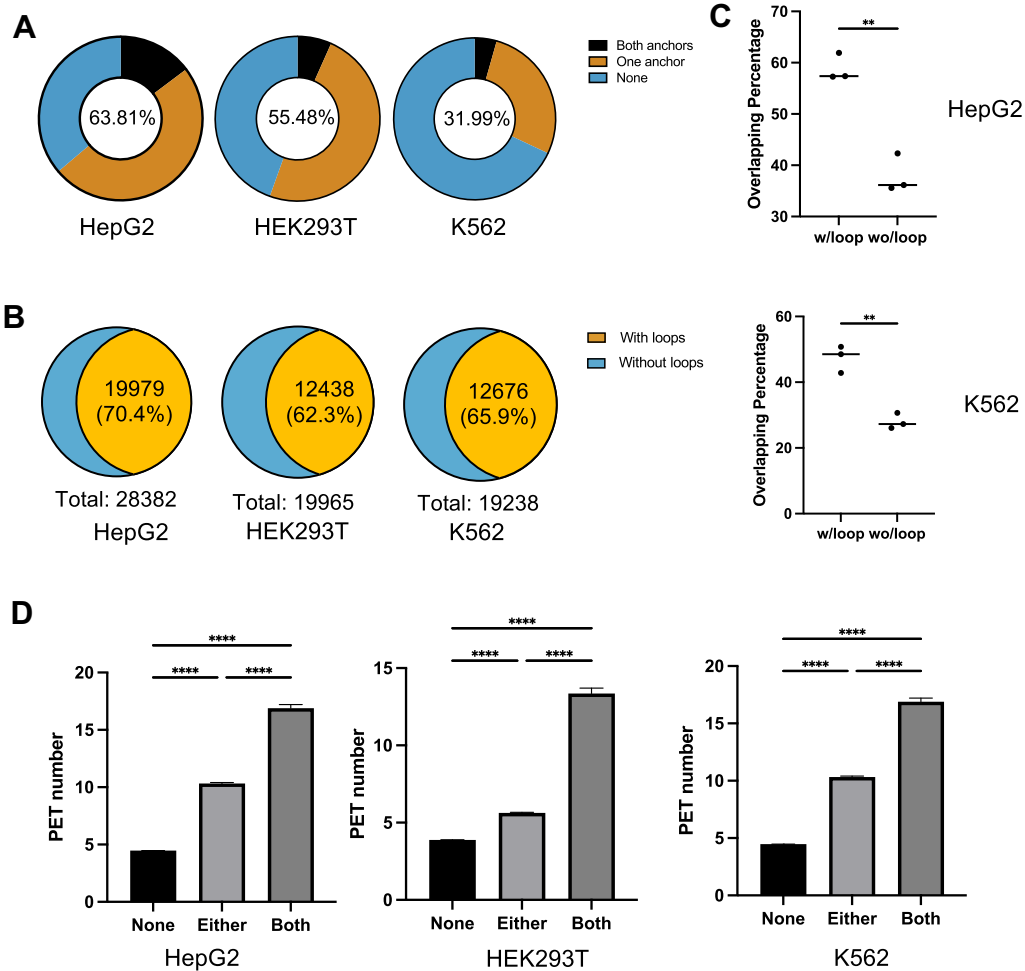 A
63.81%
55.48%
31.99%
HepG2
HEK293T
K562
Both anchors
One anchor
None
B
19979
(70.4%)
12438
(62.3%)
12676
(65.9%)
Total: 28382
Total: 19965
Total: 19238
HepG2
HEK293T
K562
With loops
Without loops
C
Overlapping Percentage
70
60
50
40
30
**
w/loop
wo/loop
HepG2
Overlapping Percentage
60
40
20
0
**
w/loop
wo/loop
K562
D
PET number
20
15
10
5
0
****
****
****
None
Either
Both
HepG2
PET number
15
10
5
0
****
****
****
None
Either
Both
HEK293T
PET number
20
15
10
5
0
****
****
****
None
Either
Both
K562